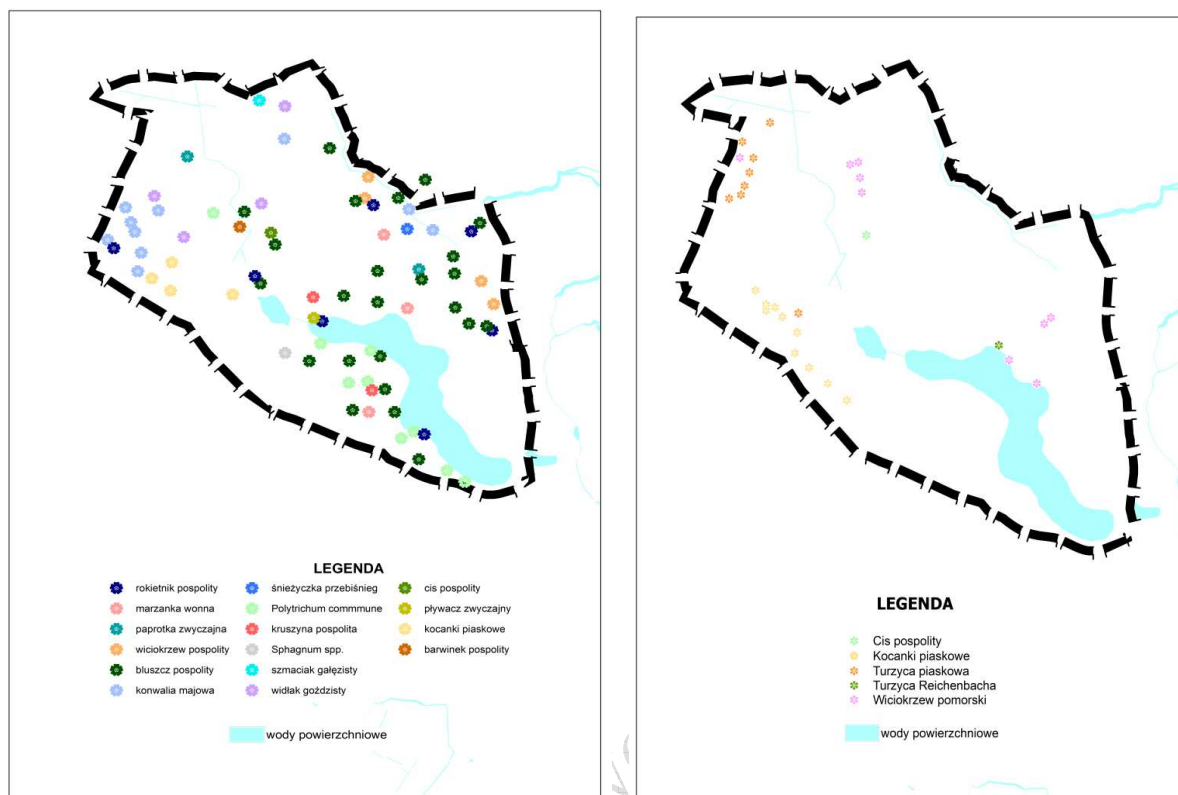 LEGENDA
rokietnik pospolity
marzanka wonna
paprotka zwyczajna
wiciokrzew pospolity
bluszcz pospolity
konwalia majowa
śnieżyczka przebiśnieg
Polytrichum commmune
kruszyna pospolita
Sphagnum spp.
szmaciak gałęzisty
widłak goździsty
cis pospolity
pływacz zwyczajny
kocanki piaskowe
barwinek pospolity
wody powierzchniowe
LEGENDA
Cis pospolity
Kocanki piaskowe
Turzyca piaskowa
Turzyca Reichenbacha
Wiciokrzew pomorski
wody powierzchniowe